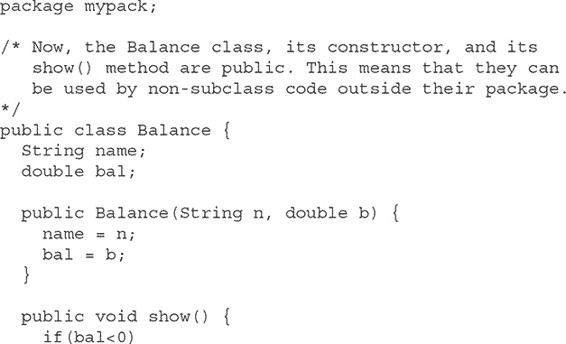 package mypack;
/* Now, the Balance class, its constructor, and its
show() method are public. This means that they can
be used by non-subclass code outside their package.
*/
public class Balance {
String name;
double bal;
public Balance(String n, double b) {
name = n;
bal = b;
}
public void show() {
if(bal<0)